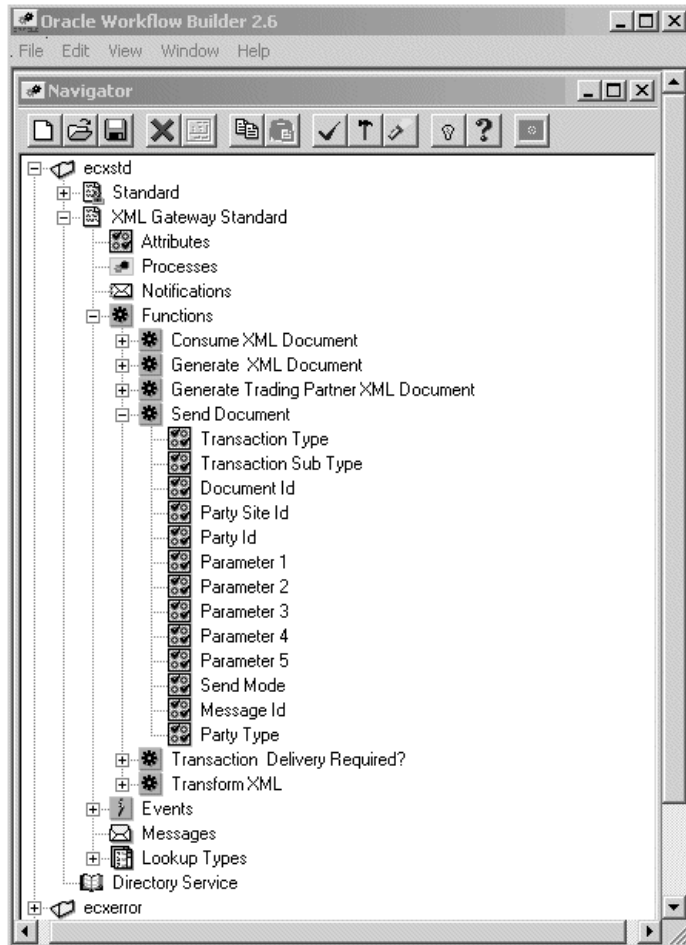 Oracle Workflow Builder 2.6
File Edit View Window Help
Navigator
ecxstd
Standard
XML Gateway Standard
Attributes
Processes
Notifications
Functions
Consume XML Document
Generate XML Document
Generate Trading Partner XML Document
Send Document
Transaction Type
Transaction Sub Type
Document Id
Party Site Id
Party Id
Parameter 1
Parameter 2
Parameter 3
Parameter 4
Parameter 5
Send Mode
Message Id
Party Type
Transaction Delivery Required?
Transform XML
Events
Messages
Lookup Types
Directory Service
ecxerror